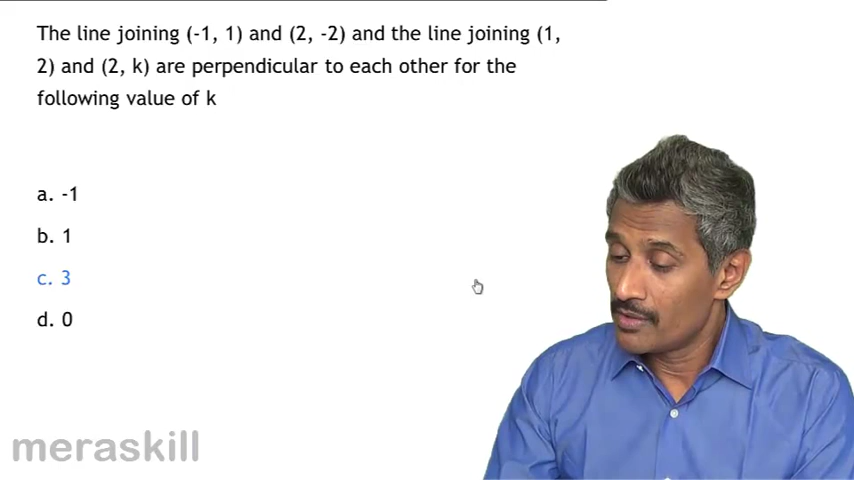 The line joining (-1, 1) and (2, -2) and the line joining (1,
2) and (2, k) are perpendicular to each other for the
following value of k
a. -1
b. 1
c. 3
d. 0
meraskill